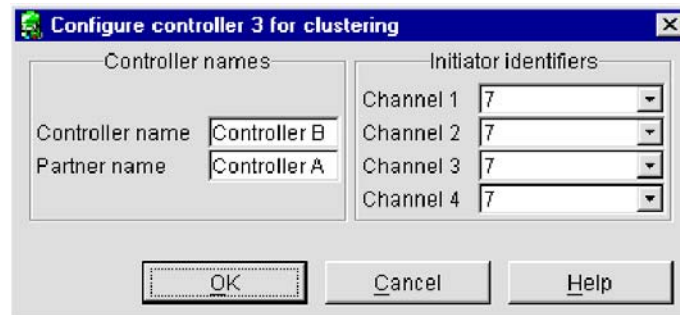 Configure controller 3 for clustering
Controller names
Controller name Controller B
Partner name Controller A
Initiator identifiers
Channel 1 7
Channel 2 7
Channel 3 7
Channel 4 7
OK Cancel Help